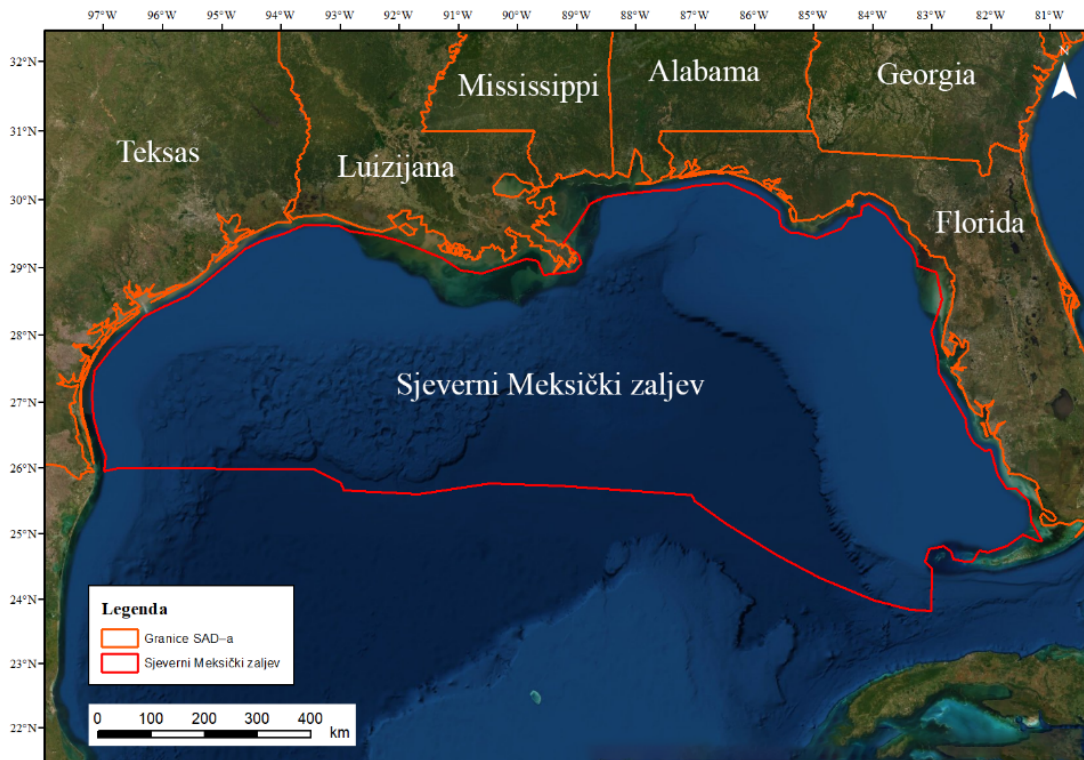 97°W 96°W 95°W 94°W 93°W 92°W 91°W 90°W 89°W 88°W 87°W 86°W 85°W 84°W 83°W 82°W 81°W
N
32°N
31°N
30°N
29°N
28°N
27°N
26°N
25°N
24°N
23°N
22°N
Mississippi
Alabama
Georgia
Teksas
Luizijana
Florida
Sjeverni Meksički zaljev
Legenda
Granice SAD–a
Sjeverni Meksički zaljev
0 100 200 300 400
km